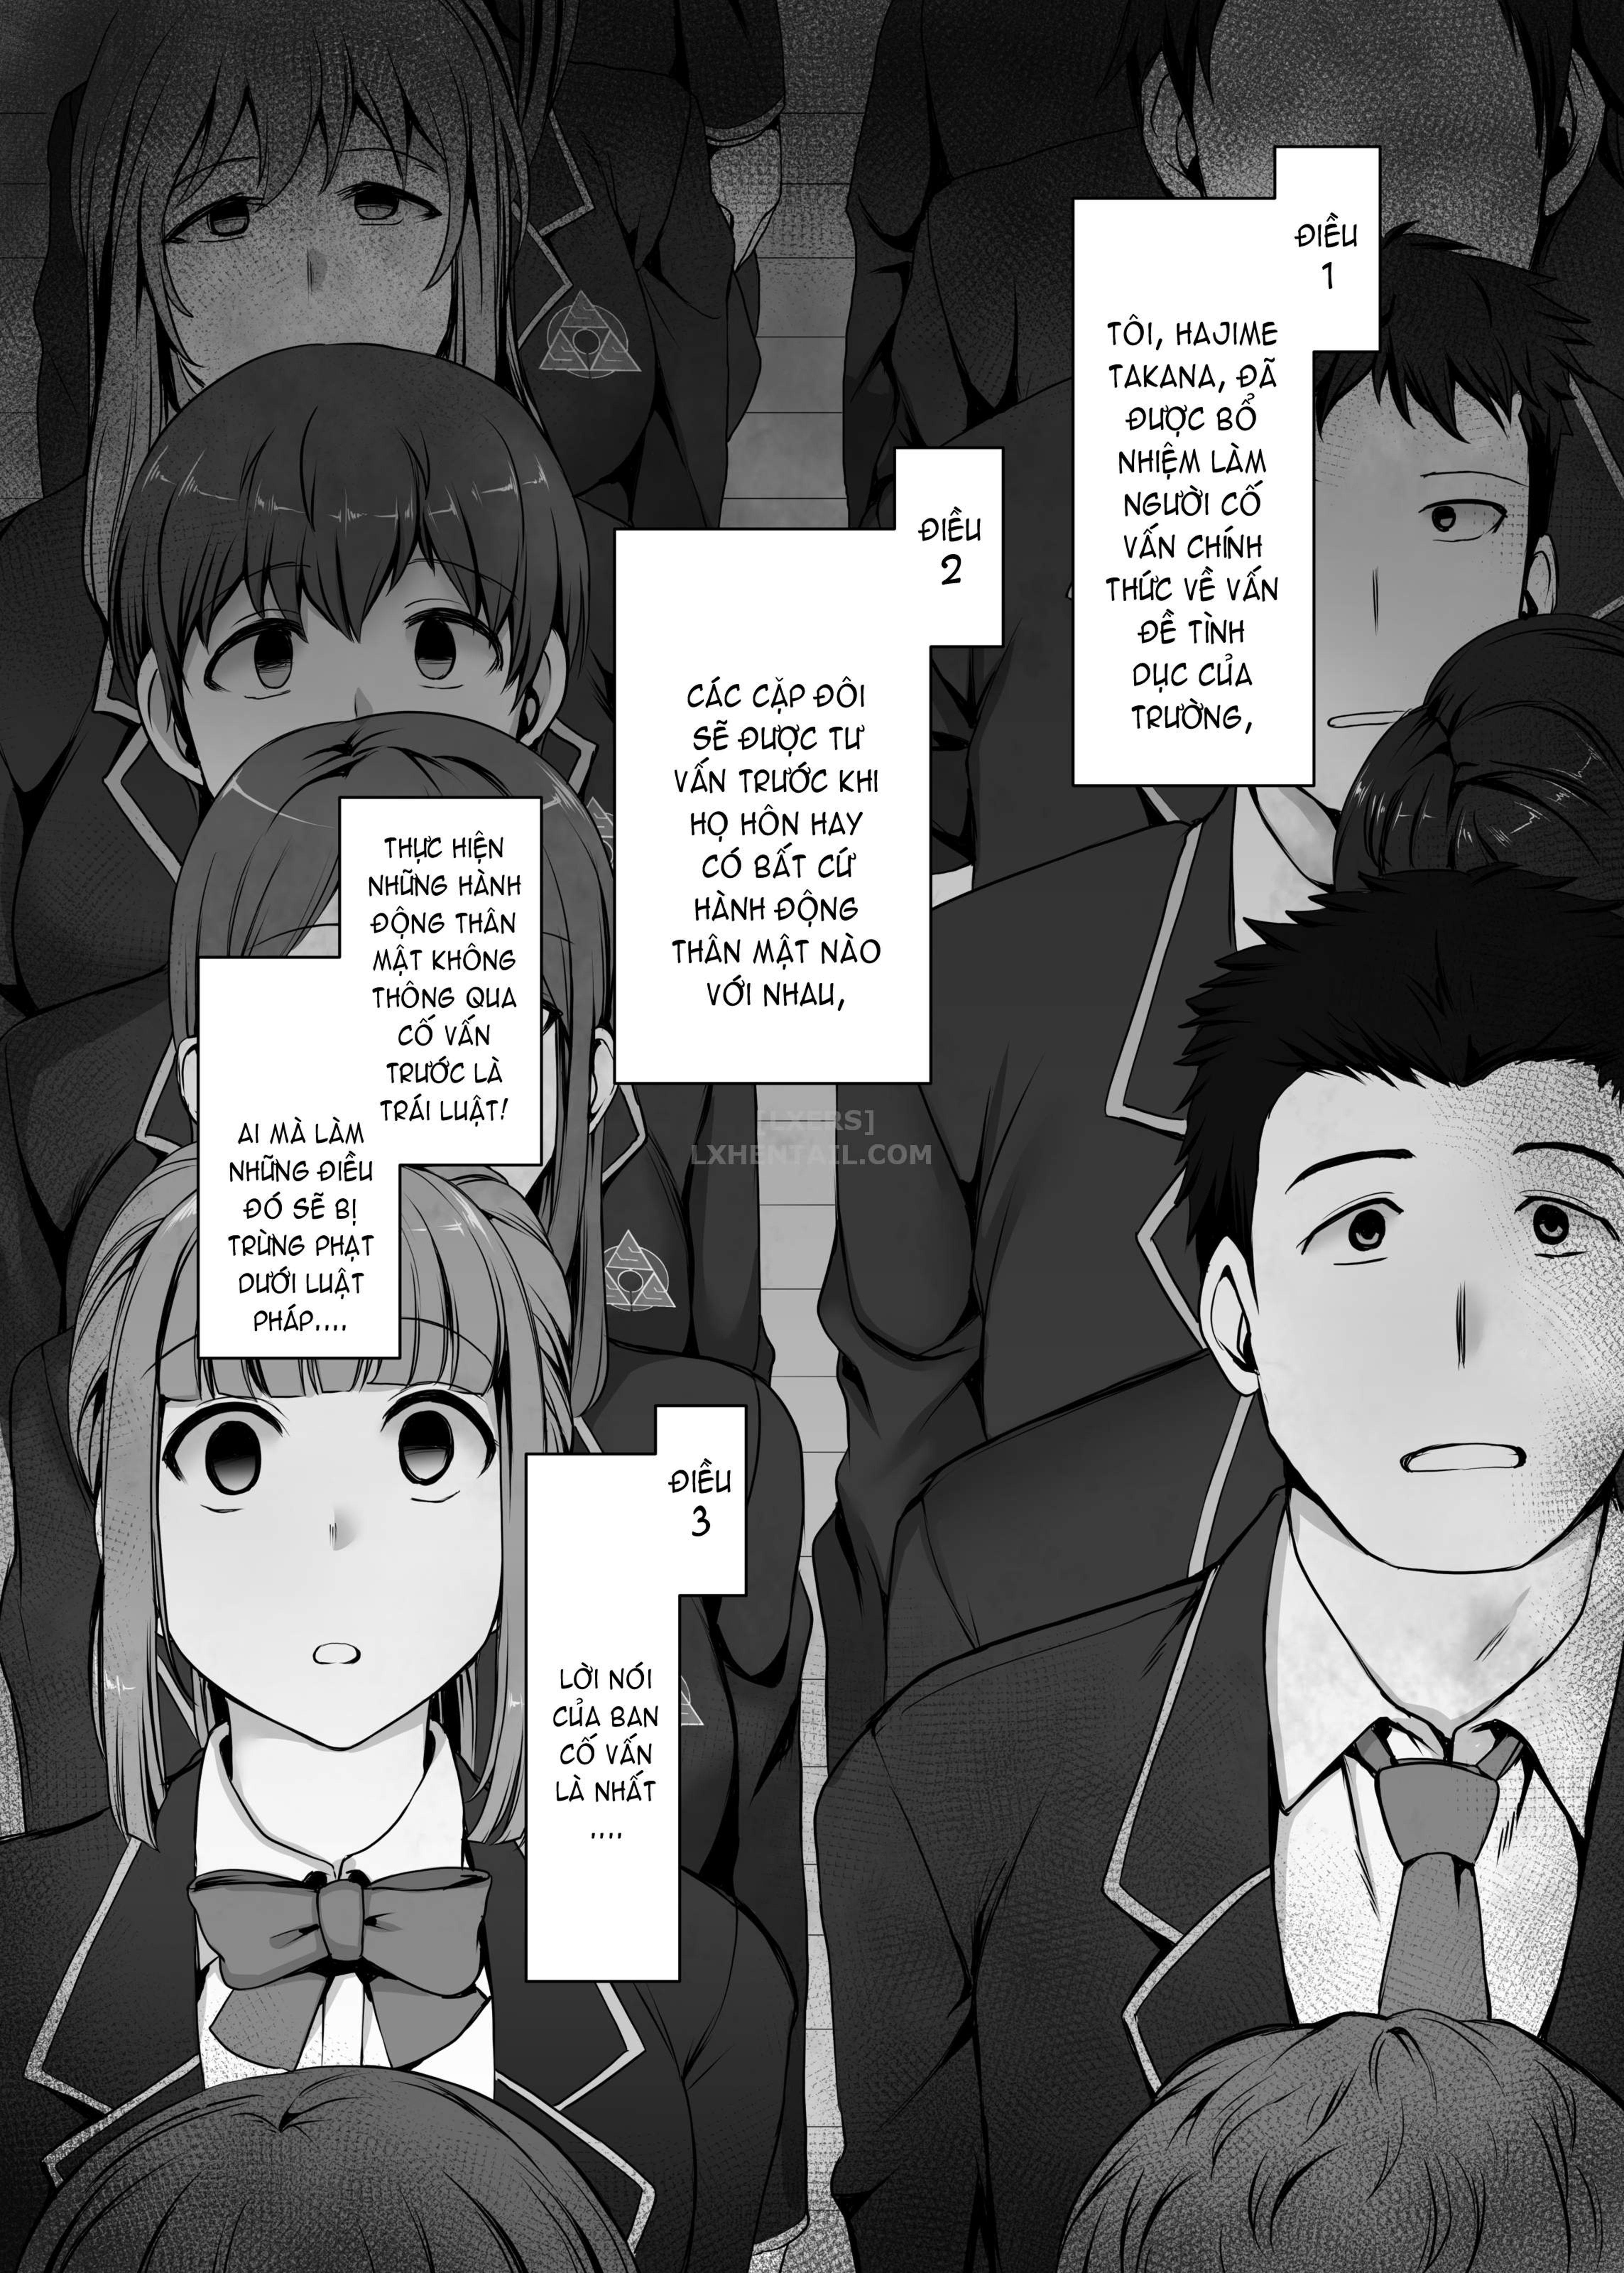 ĐIỀU
1
TÔI, HAJIME
TAKANA, ĐÃ
ĐƯỢC BỔ
NHIỆM LÀM
NGƯỜI CỐ
VẤN CHÍNH
THỨC VỀ VẤN
ĐỀ TÌNH
DỤC CỦA
TRƯỜNG,
ĐIỀU
2
CÁC CẶP ĐÔI
SẼ ĐƯỢC TƯ
VẤN TRƯỚC KHI
HỌ HÔN HAY
CÓ BẤT CỨ
HÀNH ĐỘNG
THÂN MẬT NÀO
VỚI NHAU,
THỰC HIỆN
NHỮNG HÀNH
ĐỘNG THÂN
MẬT KHÔNG
THÔNG QUA
CỐ VẤN
TRƯỚC LÀ
TRÁI LUẬT!
AI MÀ LÀM
NHỮNG ĐIỀU
ĐÓ SẼ BỊ
TRỪNG PHẠT
DƯỚI LUẬT
PHÁP....
[LXERS]
LXHENTAIL.COM
ĐIỀU
3
LỜI NÓI
CỦA BAN
CỐ VẤN
LÀ NHẤT
....